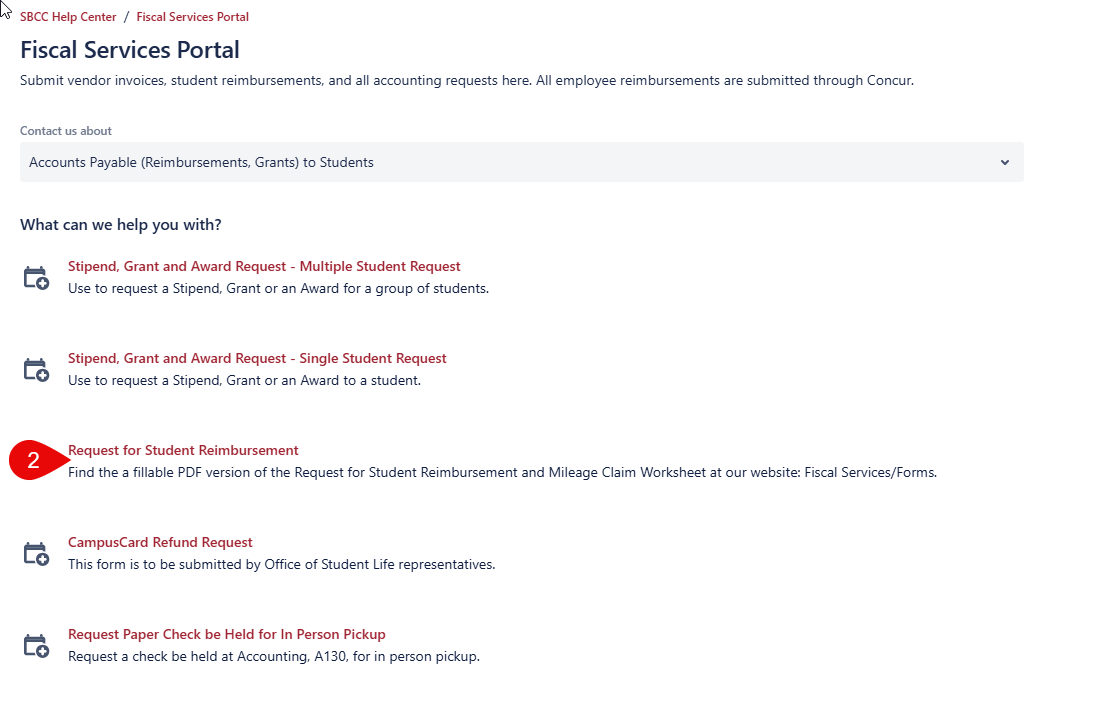 SBCC Help Center / Fiscal Services Portal
Fiscal Services Portal
Submit vendor invoices, student reimbursements, and all accounting requests here. All employee reimbursements are submitted through Concur.
Contact us about
Accounts Payable (Reimbursements, Grants) to Students
What can we help you with?
Stipend, Grant and Award Request - Multiple Student Request
Use to request a Stipend, Grant or an Award for a group of students.
Stipend, Grant and Award Request - Single Student Request
Use to request a Stipend, Grant or an Award to a student.
2
Request for Student Reimbursement
Find the a fillable PDF version of the Request for Student Reimbursement and Mileage Claim Worksheet at our website: Fiscal Services/Forms.
CampusCard Refund Request
This form is to be submitted by Office of Student Life representatives.
Request Paper Check be Held for In Person Pickup
Request a check be held at Accounting, A130, for in person pickup.